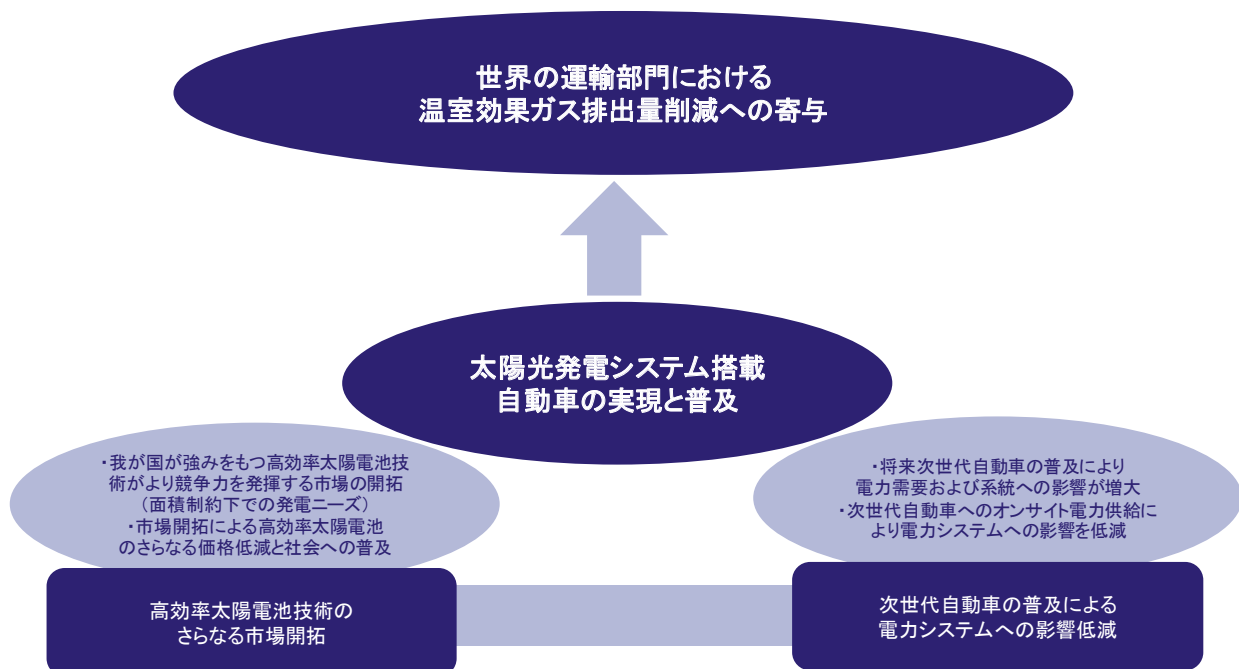 世界の運輸部門における
温室効果ガス排出量削減への寄与
太陽光発電システム搭載
自動車の実現と普及
・我が国が強みをもつ高効率太陽電池技
術がより競争力を発揮する市場の開拓
(面積制約下での発電ニーズ)
・市場開拓による高効率太陽電池
のさらなる価格低減と社会への普及
・将来次世代自動車の普及により
電力需要および系統への影響が増大
・次世代自動車へのオンサイト電力供給に
より電力システムへの影響を低減
高効率太陽電池技術の
さらなる市場開拓
次世代自動車の普及による
電力システムへの影響低減